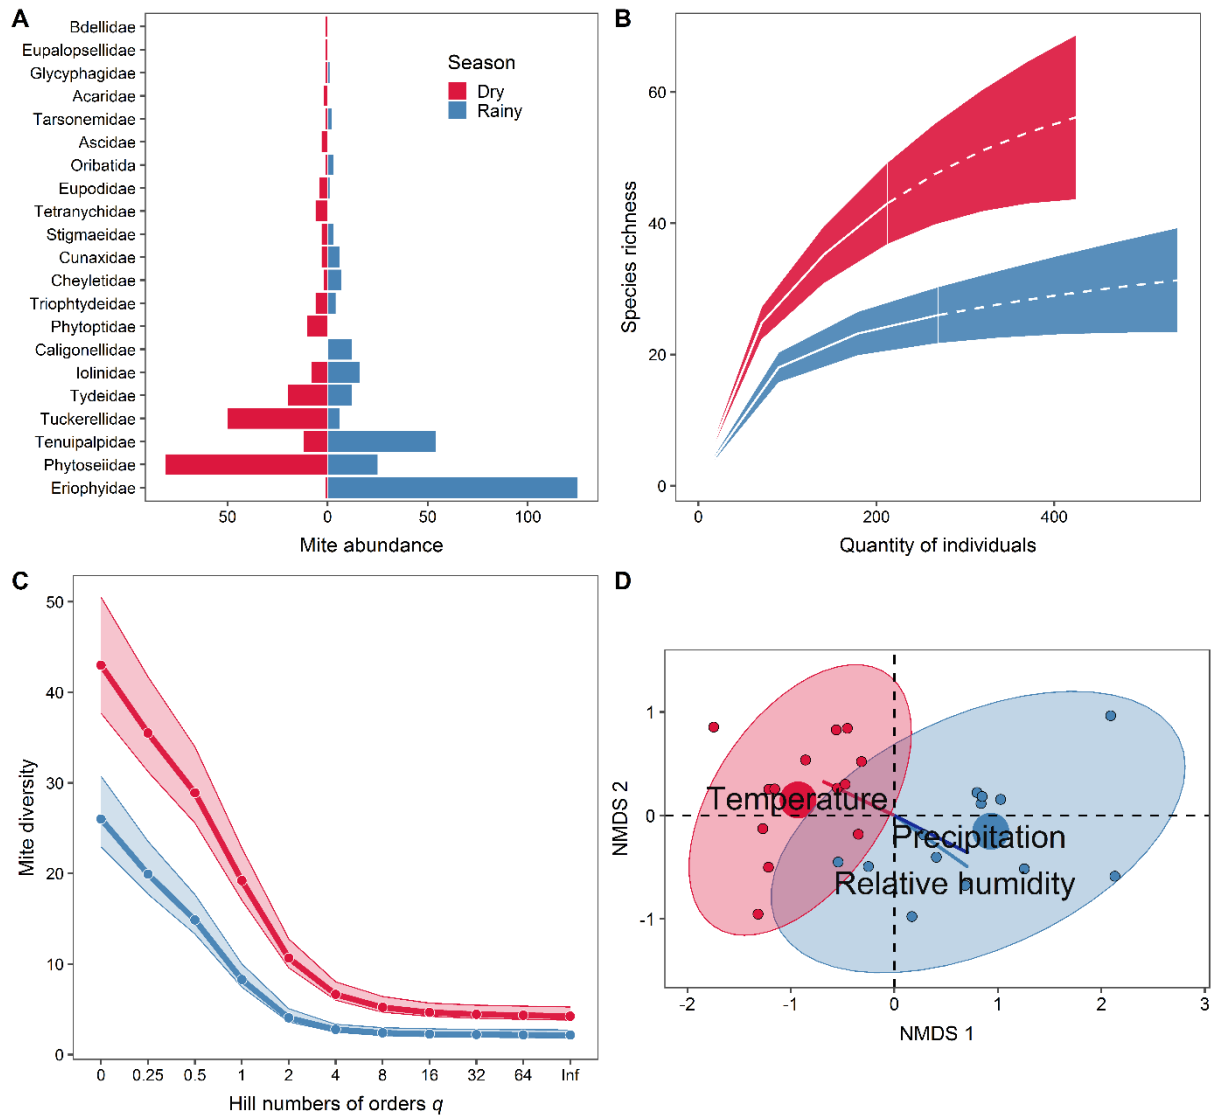 A
Bdellidae
Eupalopsellidae
Glycyphagidae
Acaridae
Tarsonemidae
Ascidae
Oribatida
Eupodidae
Tetranychidae
Stigmaeidae
Cunaxidae
Cheyletidae
Triophtydeidae
Phytoptidae
Caligonellidae
Iolinidae
Tydeidae
Tuckerellidae
Tenuipalpidae
Phytoseiidae
Eriophyidae
50 0 50 100
Mite abundance
Season
Dry
Rainy
B
Species richness
60
40
20
0
0 200 400
Quantity of individuals
C
Mite diversity
50
40
30
20
10
0
0 0.25 0.5 1 2 4 8 16 32 64 Inf
Hill numbers of orders q
D
NMDS 2
1
0
-1
Temperature
Precipitation
Relative humidity
-2 -1 0 1 2 3
NMDS 1